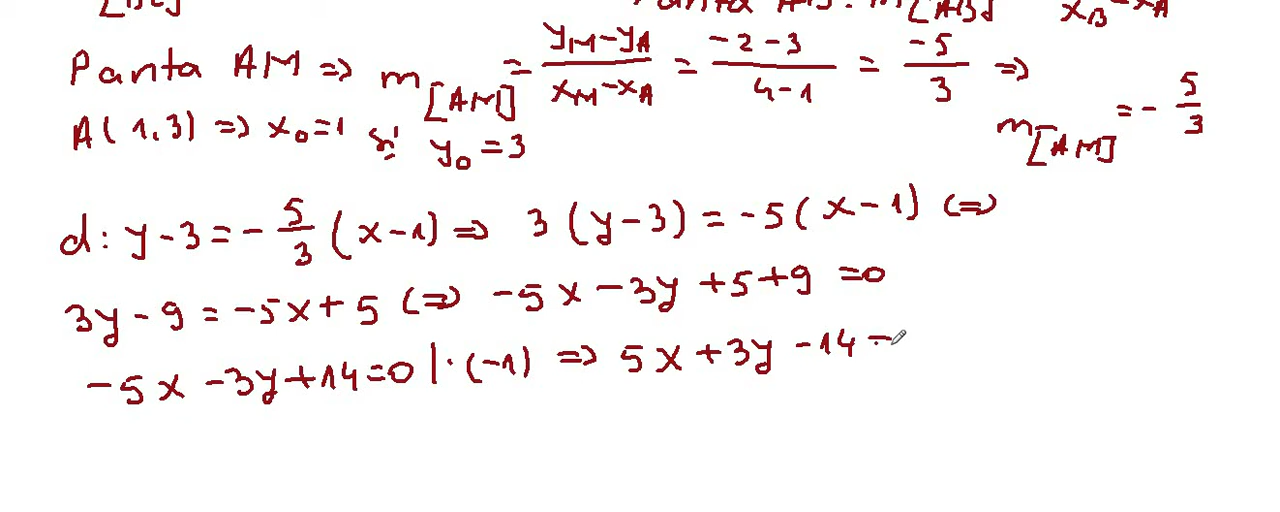 Panta AM => m[AM] = (yM-yA)/(xM-xA) = (-2-3)/(4-1) = -5/3 =>
m[AM] = -5/3
A(1,3) => x₀=1 și y₀=3
d: y-3=-5/3(x-1) => 3(y-3)=-5(x-1) (=>
3y-9=-5x+5 (=> -5x-3y+5+9=0
-5x-3y+14=0 |·(-1) => 5x+3y-14=